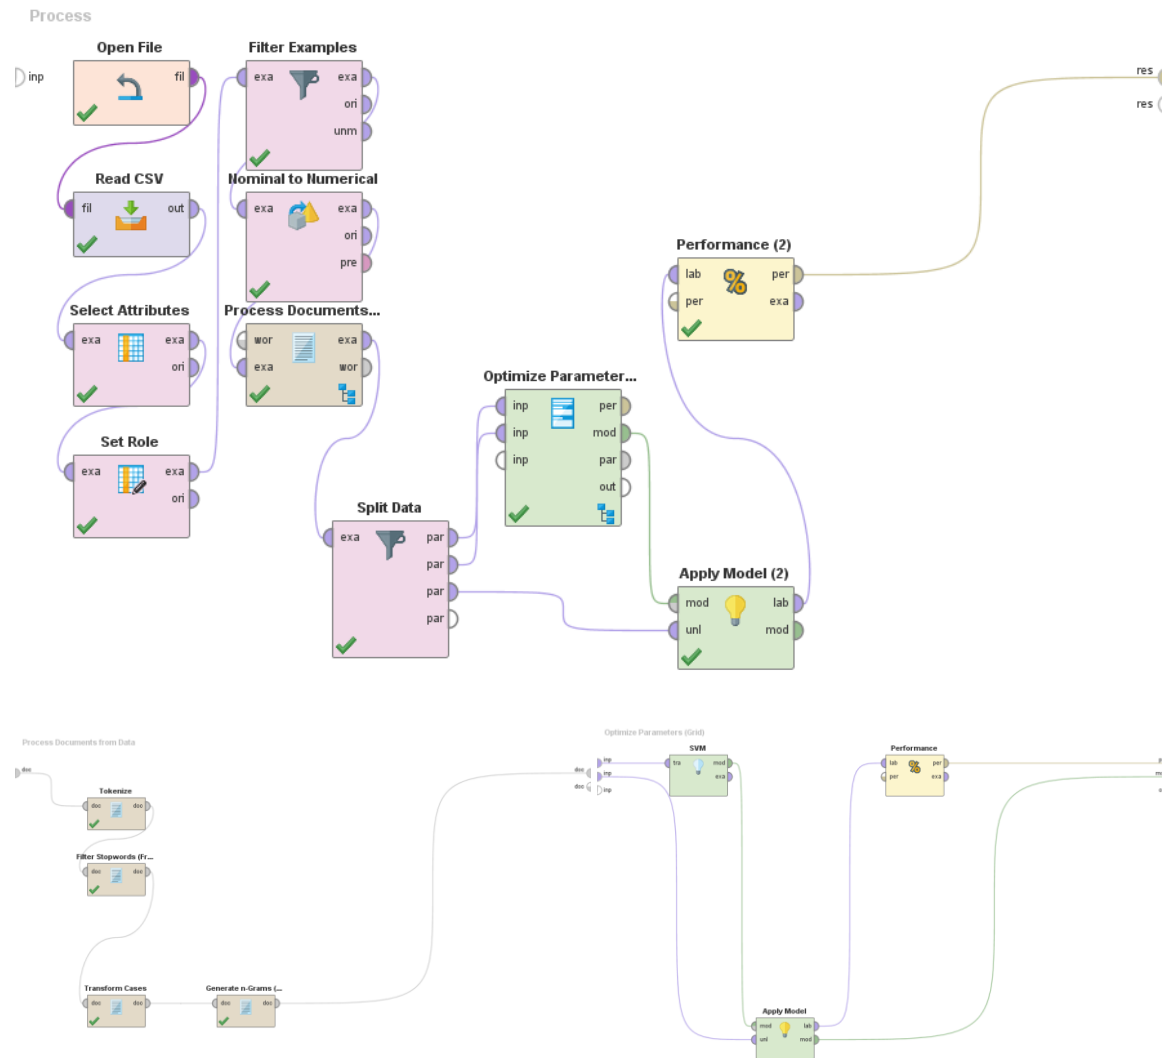 Process
Open File
inp
fil
Read CSV
fil out
Select Attributes
exa exa
ori
Set Role
exa exa
ori
Filter Examples
exa exa
ori
unm
Nominal to Numerical
exa exa
ori
pre
Process Documents...
wor exa
exa wor
Split Data
exa par
par
par
par
Optimize Parameter...
inp per
inp mod
inp par
out
Apply Model (2)
mod lab
unl mod
Performance (2)
lab per
per exa
res
res
Process Documents from Data
doc
Tokenize
doc doc
Filter Stopwords (Fr...
doc doc
Transform Cases
doc doc
Generate n-Grams (...
doc doc
doc
doc
Optimize Parameters (Grid)
inp
inp
inp
SVM
tra mod
exa
Performance
lab per
per exa
Apply Model
mod lab
unl mod